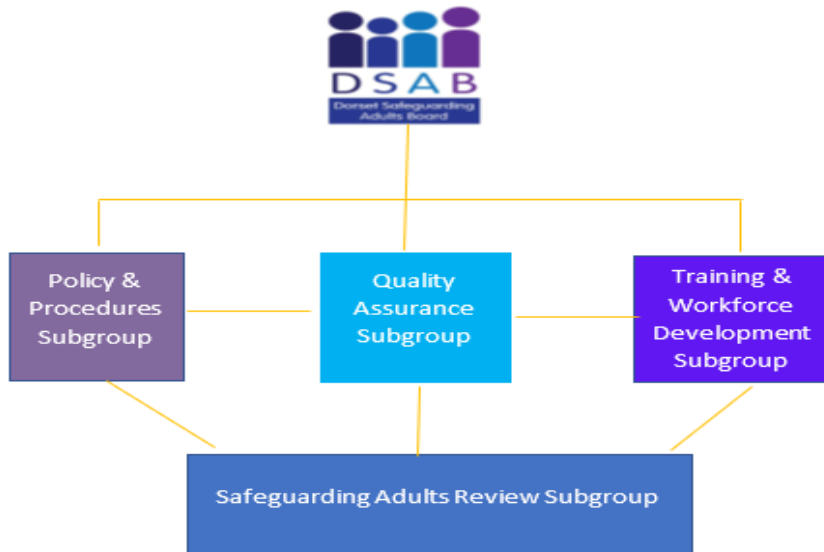 DSAB
Dorset Safeguarding
Adults Board
Policy &
Procedures
Subgroup
Quality
Assurance
Subgroup
Training &
Workforce
Development
Subgroup
Safeguarding Adults Review Subgroup